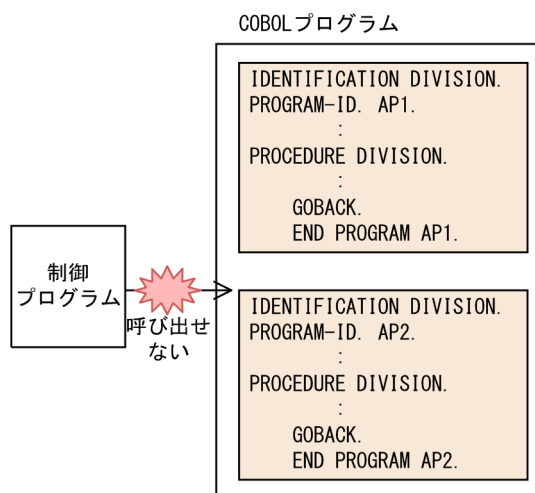 COBOLプログラム
IDENTIFICATION DIVISION.
PROGRAM-ID. AP1.
:
PROCEDURE DIVISION.
:
GOBACK.
END PROGRAM AP1.
制御
プログラム
呼び出せ
ない
IDENTIFICATION DIVISION.
PROGRAM-ID. AP2.
:
PROCEDURE DIVISION.
:
GOBACK.
END PROGRAM AP2.